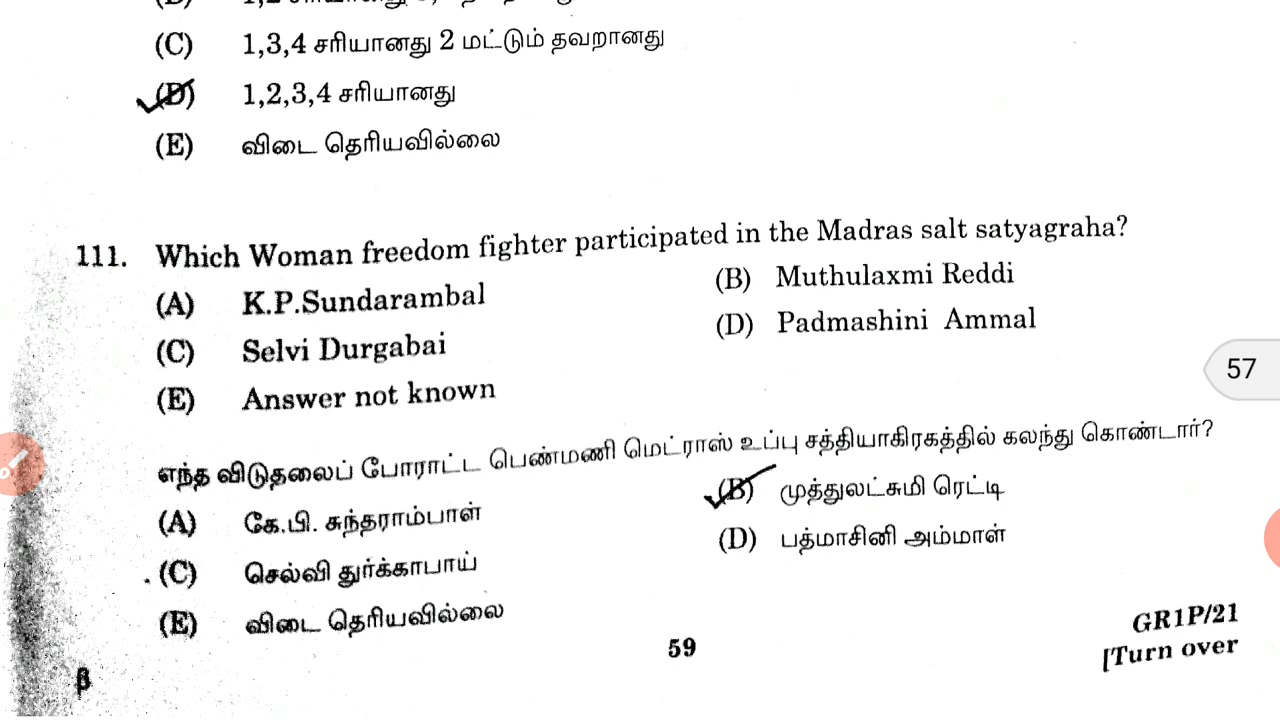 (C) 1,3,4 சரியானது 2 மட்டும் தவறானது
(D) 1,2,3,4 சரியானது
(E) விடை தெரியவில்லை
111. Which Woman freedom fighter participated in the Madras salt satyagraha?
(A) K.P.Sundarambal (B) Muthulaxmi Reddi
(C) Selvi Durgabai (D) Padmashini Ammal
(E) Answer not known
57
எந்த விடுதலைப் போராட்ட பெண்மணி மெட்ராஸ் உப்பு சத்தியாகிரகத்தில் கலந்து கொண்டார்?
(A) கே.பி. சுந்தராம்பாள் (B) முத்துலட்சுமி ரெட்டி
(C) செல்வி துர்க்காபாய் (D) பத்மாசினி அம்மாள்
(E) விடை தெரியவில்லை
59 GR1P/21
[Turn over
β